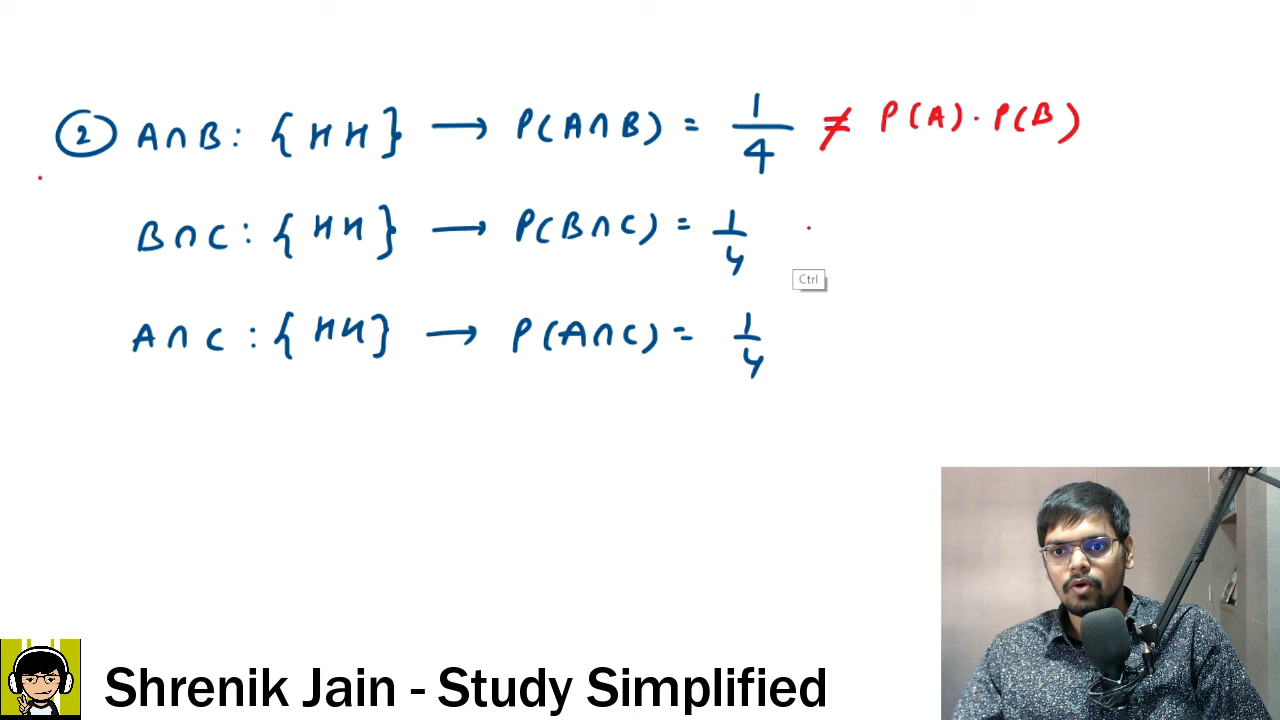 ② A∩B: {HH} → P(A∩B) = 1/4 ≠ P(A)·P(B)
B∩C: {HH} → P(B∩C) = 1/4
Ctrl
A∩C: {HH} → P(A∩C) = 1/4
Shrenik Jain - Study Simplified